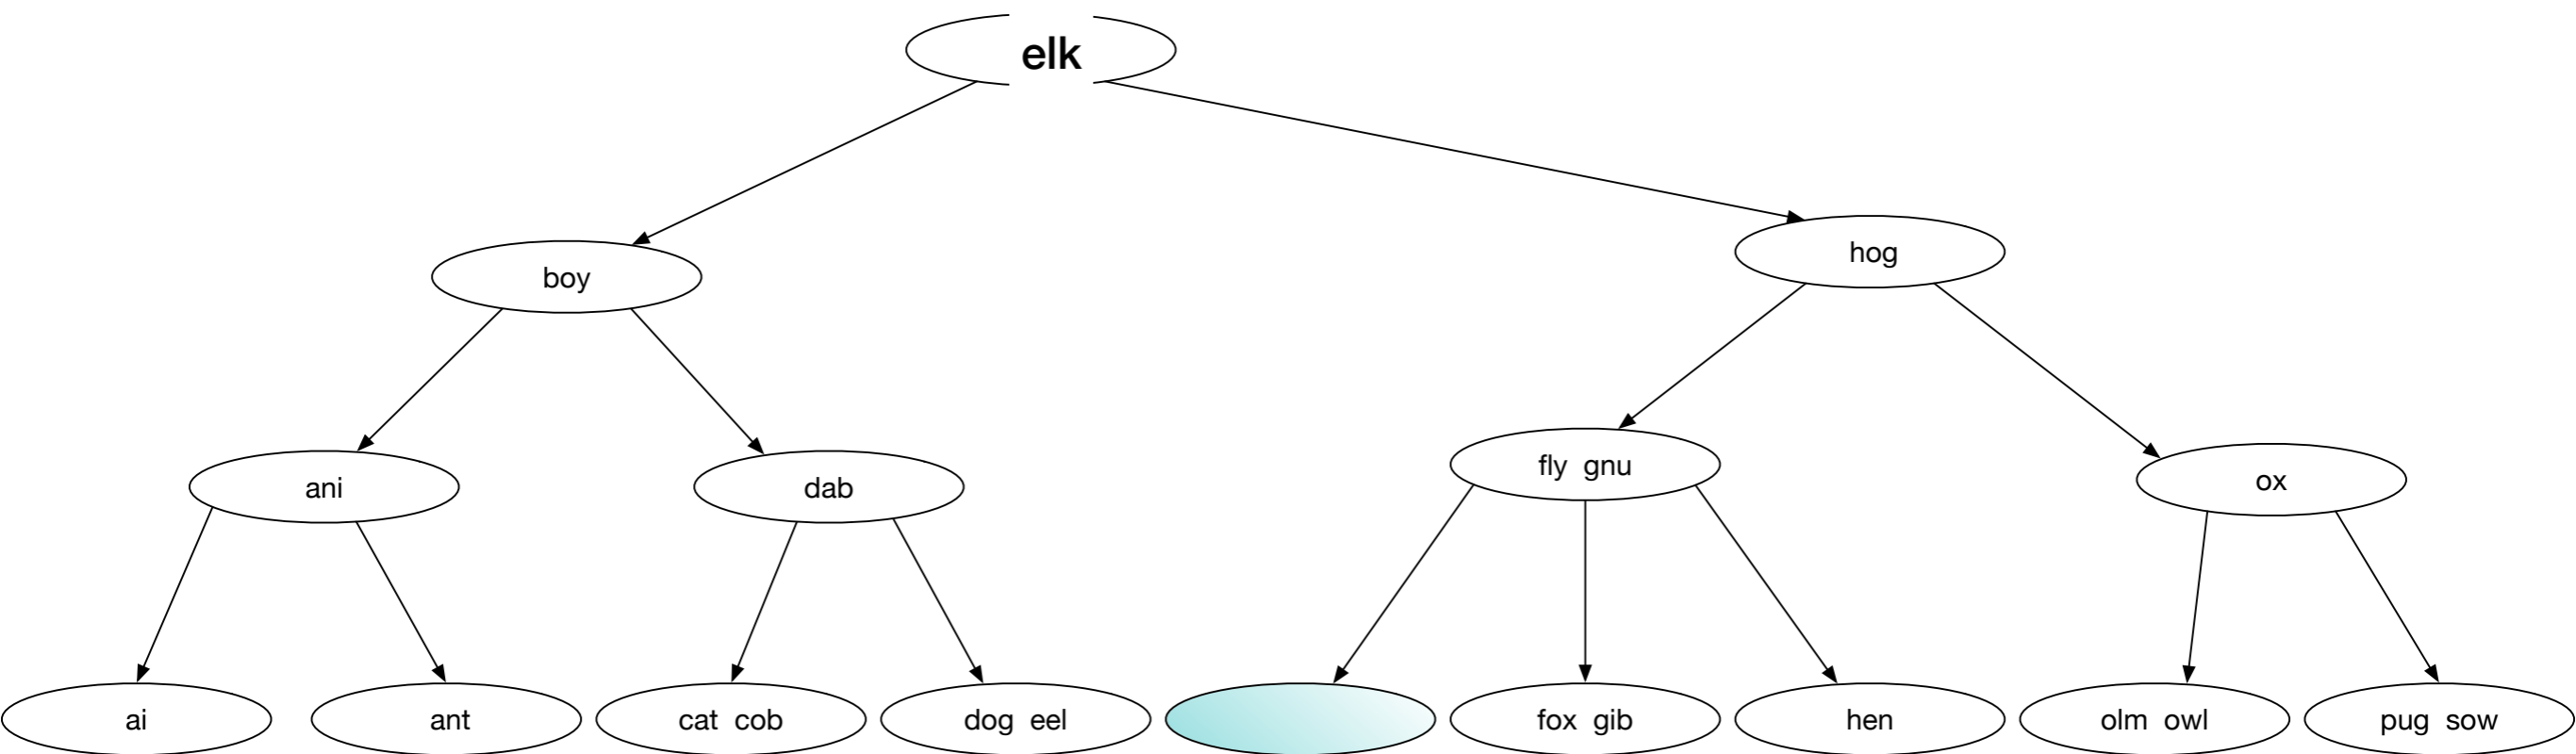 elk
boy
hog
ani
dab
fly gnu
ox
ai
ant
cat cob
dog eel
fox gib
hen
olm owl
pug sow